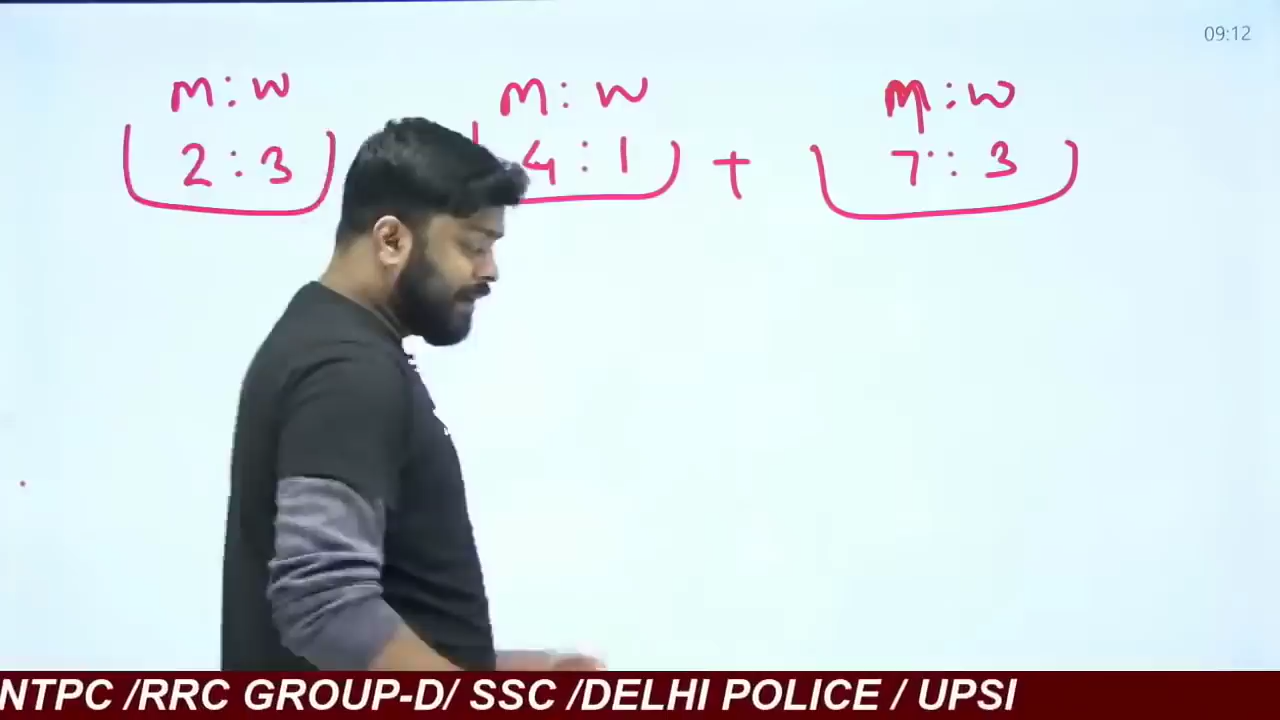 09:12
M : W M : W M : W
2 : 3 4 : 1 + 7 :: 3
NTPC /RRC GROUP-D/ SSC /DELHI POLICE / UPSI